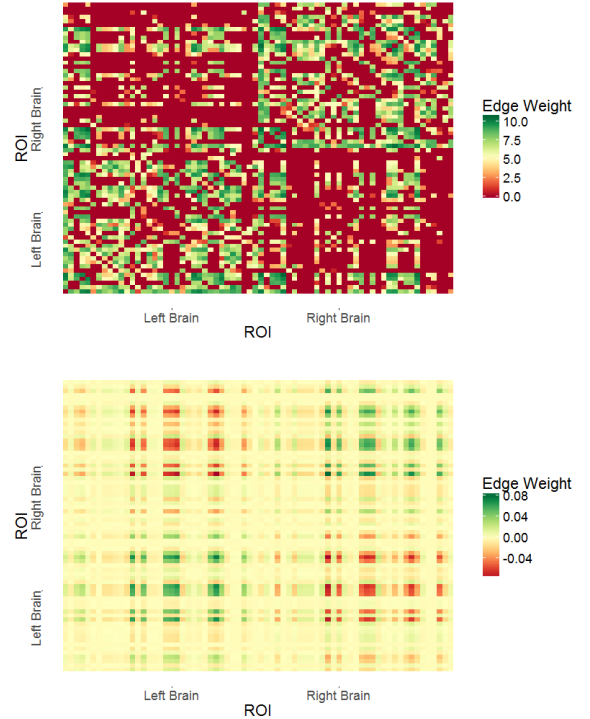 Edge Weight
10.0
7.5
5.0
2.5
0.0
ROI
Right Brain
Left Brain
Left Brain
Right Brain
ROI
Edge Weight
0.08
0.04
0.00
-0.04
ROI
Right Brain
Left Brain
Left Brain
Right Brain
ROI